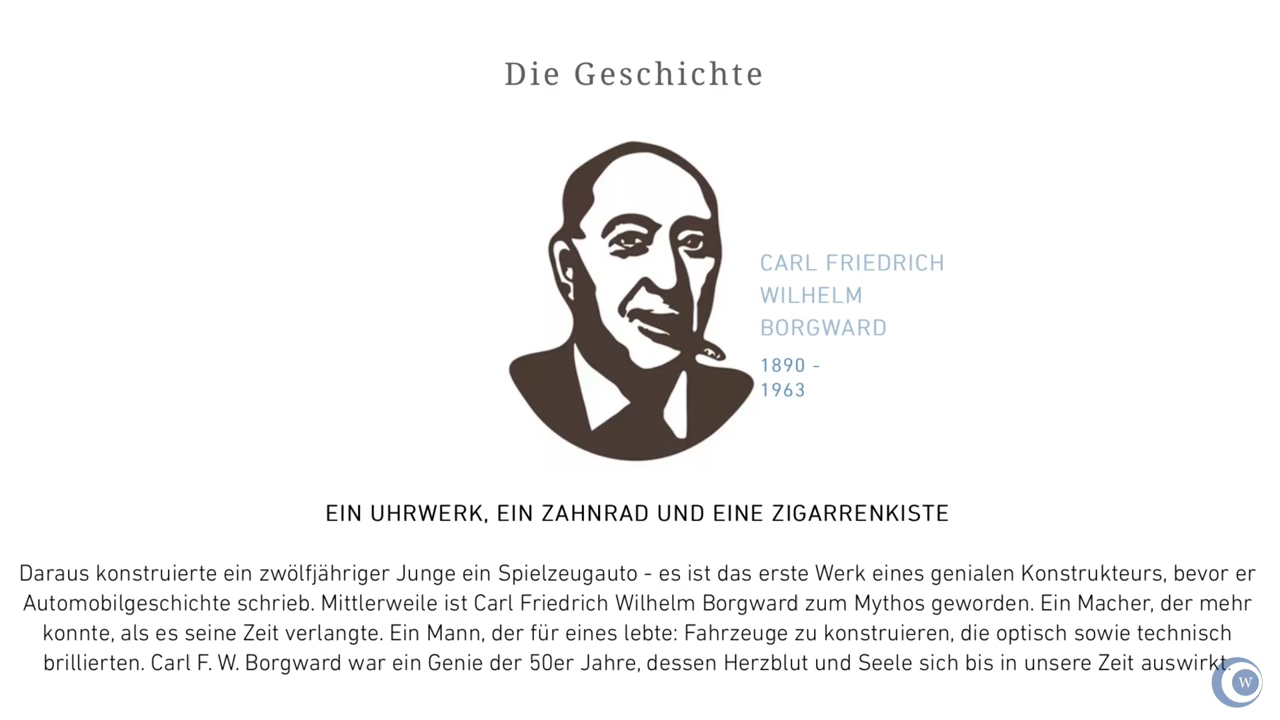 Die Geschichte
CARL FRIEDRICH
WILHELM
BORGWARD
1890 -
1963
EIN UHRWERK, EIN ZAHNRAD UND EINE ZIGARRENKISTE
Daraus konstruierte ein zwölfjähriger Junge ein Spielzeugauto - es ist das erste Werk eines genialen Konstrukteurs, bevor er
Automobilgeschichte schrieb. Mittlerweile ist Carl Friedrich Wilhelm Borgward zum Mythos geworden. Ein Macher, der mehr
konnte, als es seine Zeit verlangte. Ein Mann, der für eines lebte: Fahrzeuge zu konstruieren, die optisch sowie technisch
brillierten. Carl F. W. Borgward war ein Genie der 50er Jahre, dessen Herzblut und Seele sich bis in unsere Zeit auswirkt.
W